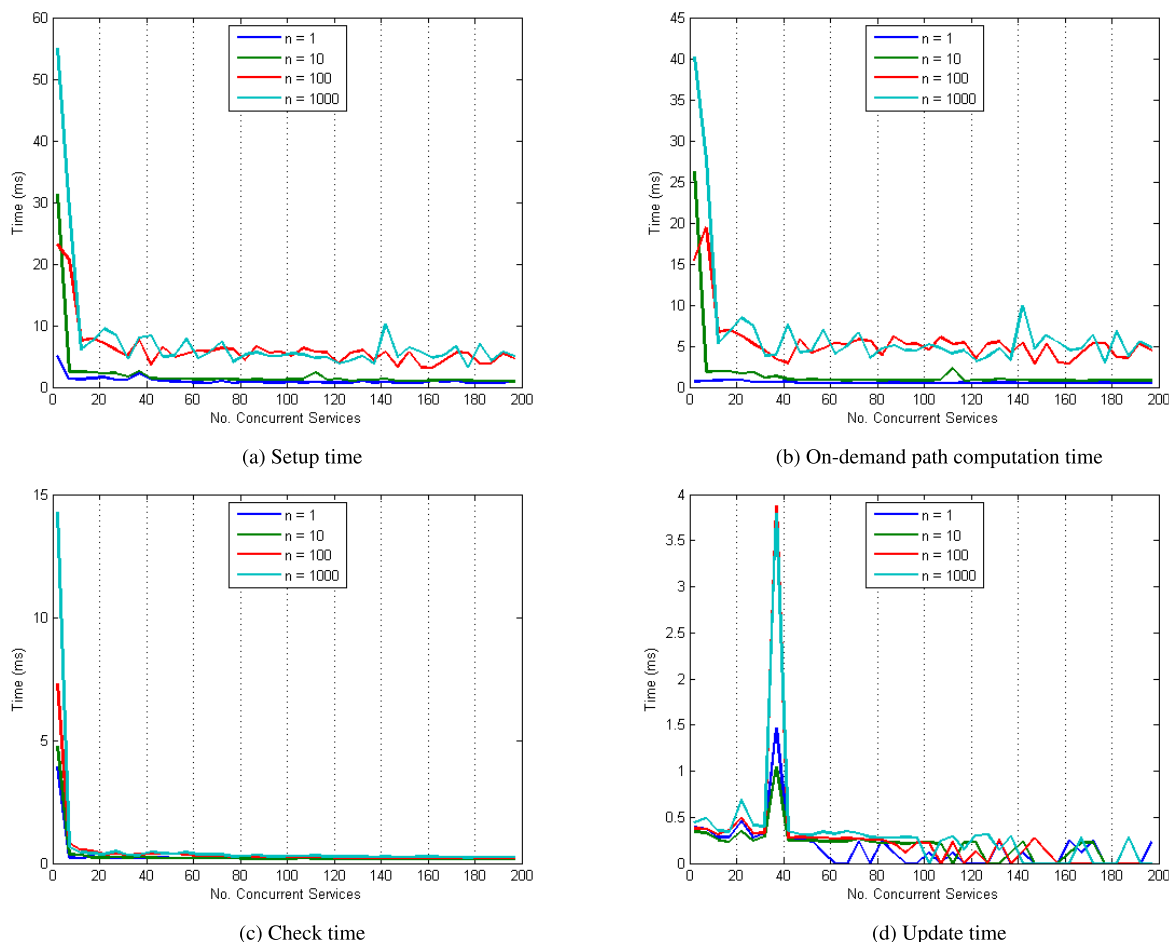 60
50
40
30
20
10
0
Time (ms)
n = 1
n = 10
n = 100
n = 1000
0 20 40 60 80 100 120 140 160 180 200
No. Concurrent Services
(a) Setup time
45
40
35
30
25
20
15
10
5
0
Time (ms)
n = 1
n = 10
n = 100
n = 1000
0 20 40 60 80 100 120 140 160 180 200
No. Concurrent Services
(b) On-demand path computation time
15
10
5
0
Time (ms)
n = 1
n = 10
n = 100
n = 1000
0 20 40 60 80 100 120 140 160 180 200
No. Concurrent Services
(c) Check time
4
3.5
3
2.5
2
1.5
1
0.5
0
Time (ms)
n = 1
n = 10
n = 100
n = 1000
0 20 40 60 80 100 120 140 160 180 200
No. Concurrent Services
(d) Update time